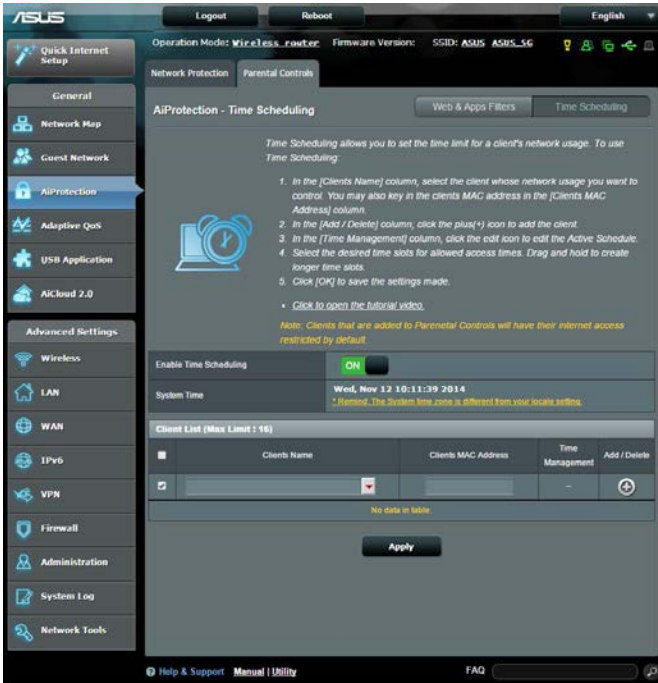 ASUS
Logout
Reboot
English
Quick Internet
Setup
Operation Mode: Wireless router Firmware Version: SSID: ASUS ASUS_5G
Network Protection
Parental Controls
General
Network Map
Guest Network
AiProtection
Adaptive QoS
USB Application
AiCloud 2.0
Advanced Settings
Wireless
LAN
WAN
IPv6
VPN
Firewall
Administration
System Log
Network Tools
AiProtection - Time Scheduling
Web & Apps Filters
Time Scheduling
Time Scheduling allows you to set the time limit for a client's network usage. To use
Time Scheduling:
1. In the [Clients Name] column, select the client whose network usage you want to
control. You may also key in the clients MAC address in the [Clients MAC
Address] column.
2. In the [Add / Delete] column, click the plus(+) icon to add the client.
3. In the [Time Management] column, click the edit icon to edit the Active Schedule.
4. Select the desired time slots for allowed access times. Drag and hold to create
longer time slots.
5. Click [OK] to save the settings made.
• Click to open the tutorial video.
Note: Clients that are added to Parenetal Controls will have their internet access
restricted by default.
Enable Time Scheduling
ON
System Time
Wed, Nov 12 10:11:39 2014
* Remind: The System time zone is different from your locale setting.
Client List (Max Limit : 16)
Clients Name
Clients MAC Address
Time
Management
Add / Delete
--
No data in table.
Apply
Help & Support Manual | Utility
FAQ